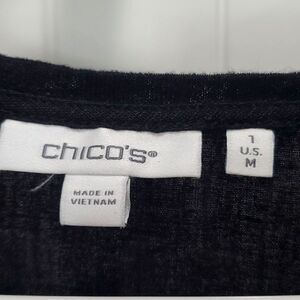 chico's®
MADE IN
VIETNAM
1
U.S.
M